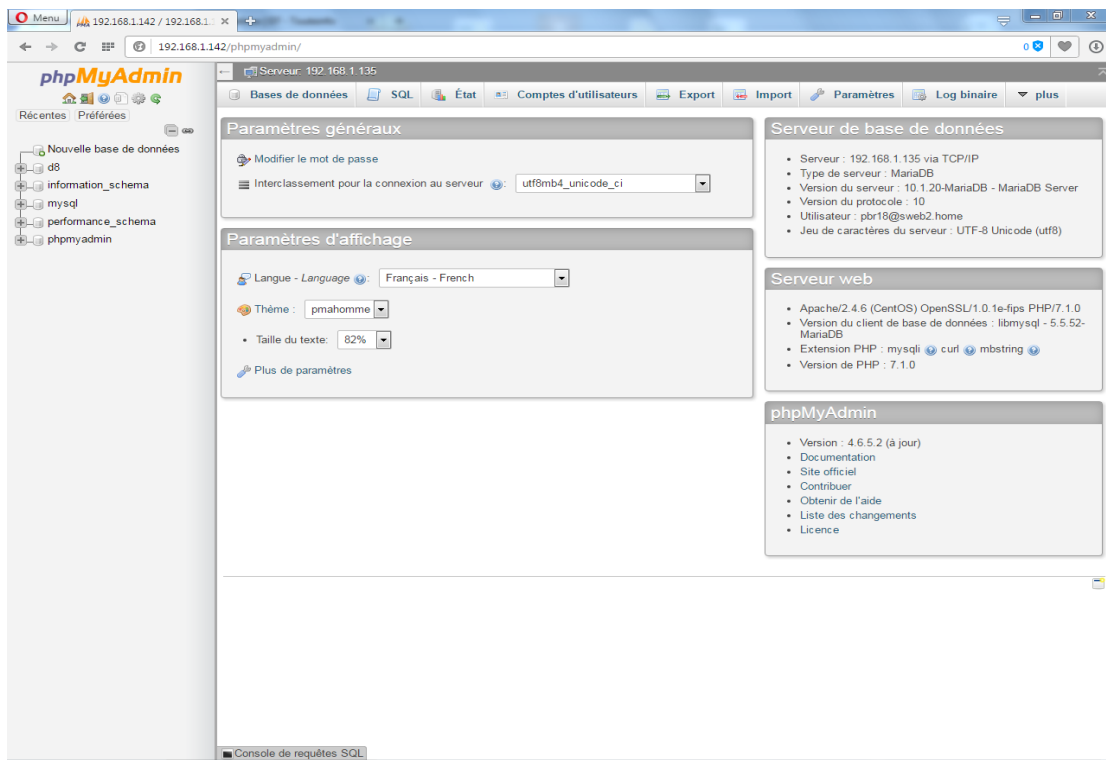 Menu
192.168.1.142 / 192.168.1.
192.168.1.142/phpmyadmin/
0
phpMyAdmin
Récentes Préférées
Nouvelle base de données
d8
information_schema
mysql
performance_schema
phpmyadmin
Serveur: 192.168.1.135
Bases de données SQL État Comptes d'utilisateurs Export Import Paramètres Log binaire plus
Paramètres généraux
Modifier le mot de passe
Interclassement pour la connexion au serveur : utf8mb4_unicode_ci
Paramètres d'affichage
Langue - Language : Français - French
Thème : pmahomme
• Taille du texte: 82%
Plus de paramètres
Serveur de base de données
• Serveur : 192.168.1.135 via TCP/IP
• Type de serveur : MariaDB
• Version du serveur : 10.1.20-MariaDB - MariaDB Server
• Version du protocole : 10
• Utilisateur : pbr18@sweb2.home
• Jeu de caractères du serveur : UTF-8 Unicode (utf8)
Serveur web
• Apache/2.4.6 (CentOS) OpenSSL/1.0.1e-fips PHP/7.1.0
• Version du client de base de données : libmysql - 5.5.52-
MariaDB
• Extension PHP : mysqli curl mbstring
• Version de PHP : 7.1.0
phpMyAdmin
• Version : 4.6.5.2 (à jour)
• Documentation
• Site officiel
• Contribuer
• Obtenir de l'aide
• Liste des changements
• Licence
Console de requêtes SQL